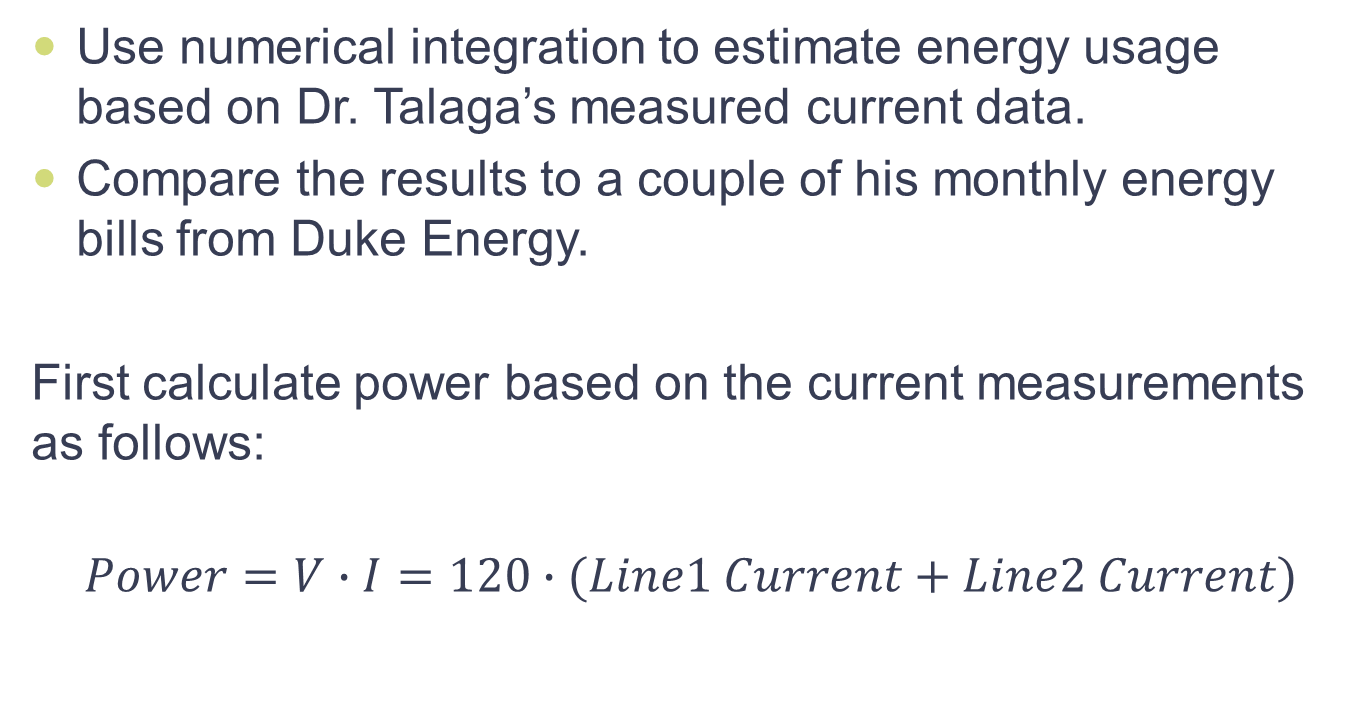 • Use numerical integration to estimate energy usage
based on Dr. Talaga’s measured current data.
• Compare the results to a couple of his monthly energy
bills from Duke Energy.
First calculate power based on the current measurements
as follows:
Power = V · I = 120 · (Line1 Current + Line2 Current)